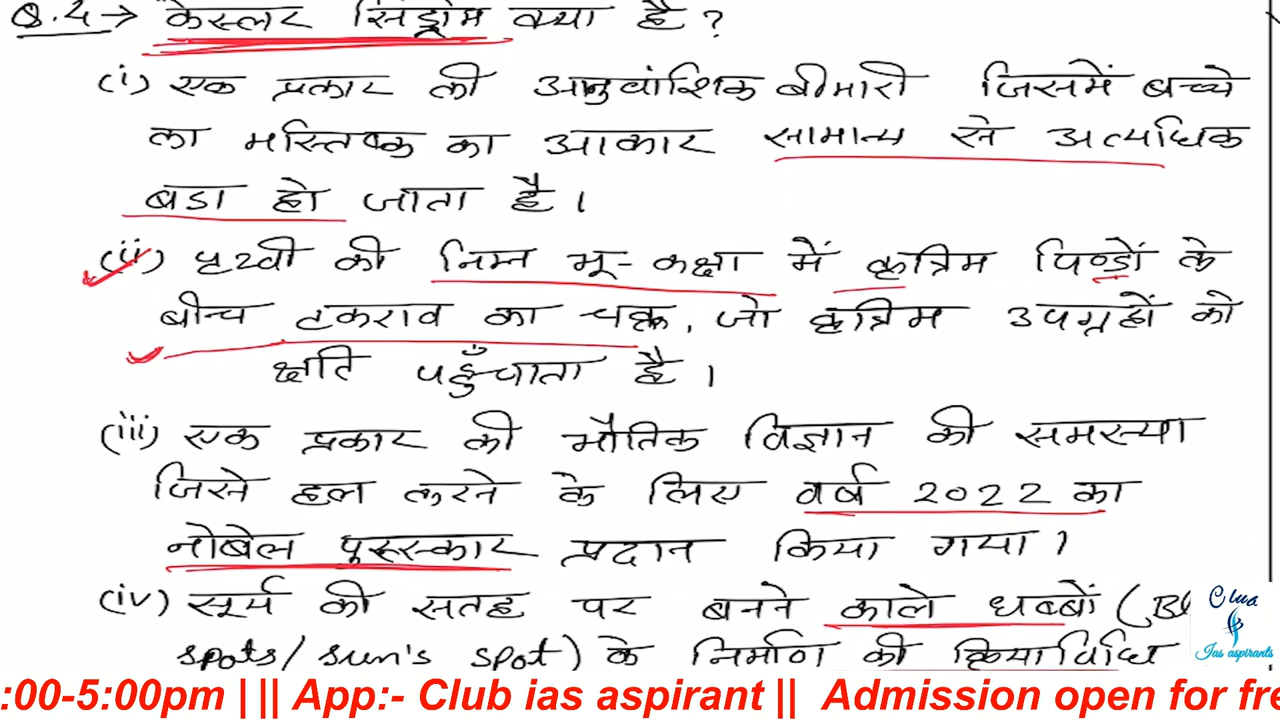 Q.4→ केस्लर सिंड्रोम क्या है?
(i) एक प्रकार की आनुवांशिक बीमारी जिसमें बच्चे
का मस्तिष्क का आकार सामान्य से अत्यधिक
बडा हो जाता है।
(ii) पृथ्वी की निम्न भू-कक्षा में कृत्रिम पिण्डों के
बीच टकराव का चक्र, जो कृत्रिम उपग्रहों को
क्षति पहुँचाता है।
(iii) एक प्रकार की भौतिक विज्ञान की समस्या
जिसे हल करने के लिए वर्ष 2022 का
नोबेल पुरुस्कार प्रदान किया गया।
(iv) सूर्य की सतह पर बनने काले धब्बों (
spots/sun's spot) के निर्माण की क्रियाविधि
Club
Ias aspirants
:00-5:00pm | || App:- Club ias aspirant || Admission open for fre